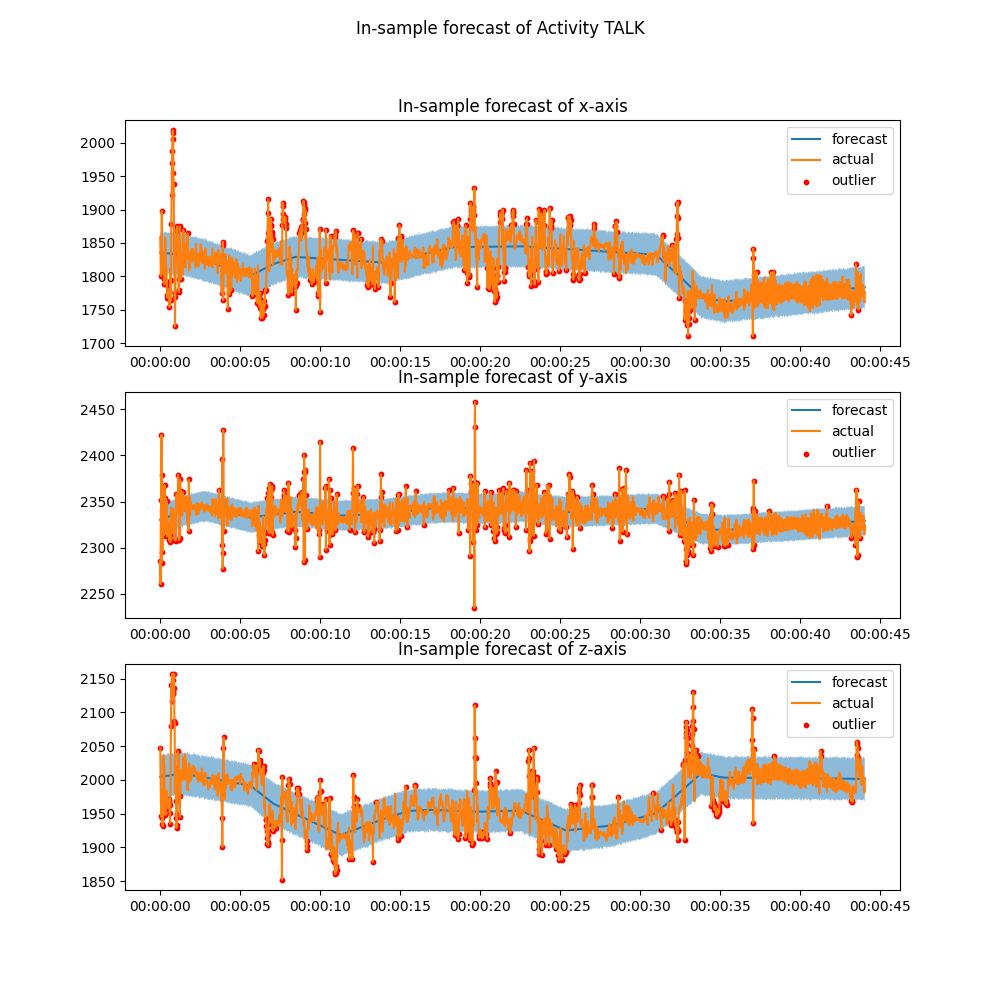 In-sample forecast of Activity TALK
In-sample forecast of x-axis
2000
1950
1900
1850
1800
1750
1700
forecast
actual
outlier
00:00:00 00:00:05 00:00:10 00:00:15 00:00:20 00:00:25 00:00:30 00:00:35 00:00:40 00:00:45
In-sample forecast of y-axis
2450
2400
2350
2300
2250
forecast
actual
outlier
00:00:00 00:00:05 00:00:10 00:00:15 00:00:20 00:00:25 00:00:30 00:00:35 00:00:40 00:00:45
In-sample forecast of z-axis
2150
2100
2050
2000
1950
1900
1850
forecast
actual
outlier
00:00:00 00:00:05 00:00:10 00:00:15 00:00:20 00:00:25 00:00:30 00:00:35 00:00:40 00:00:45